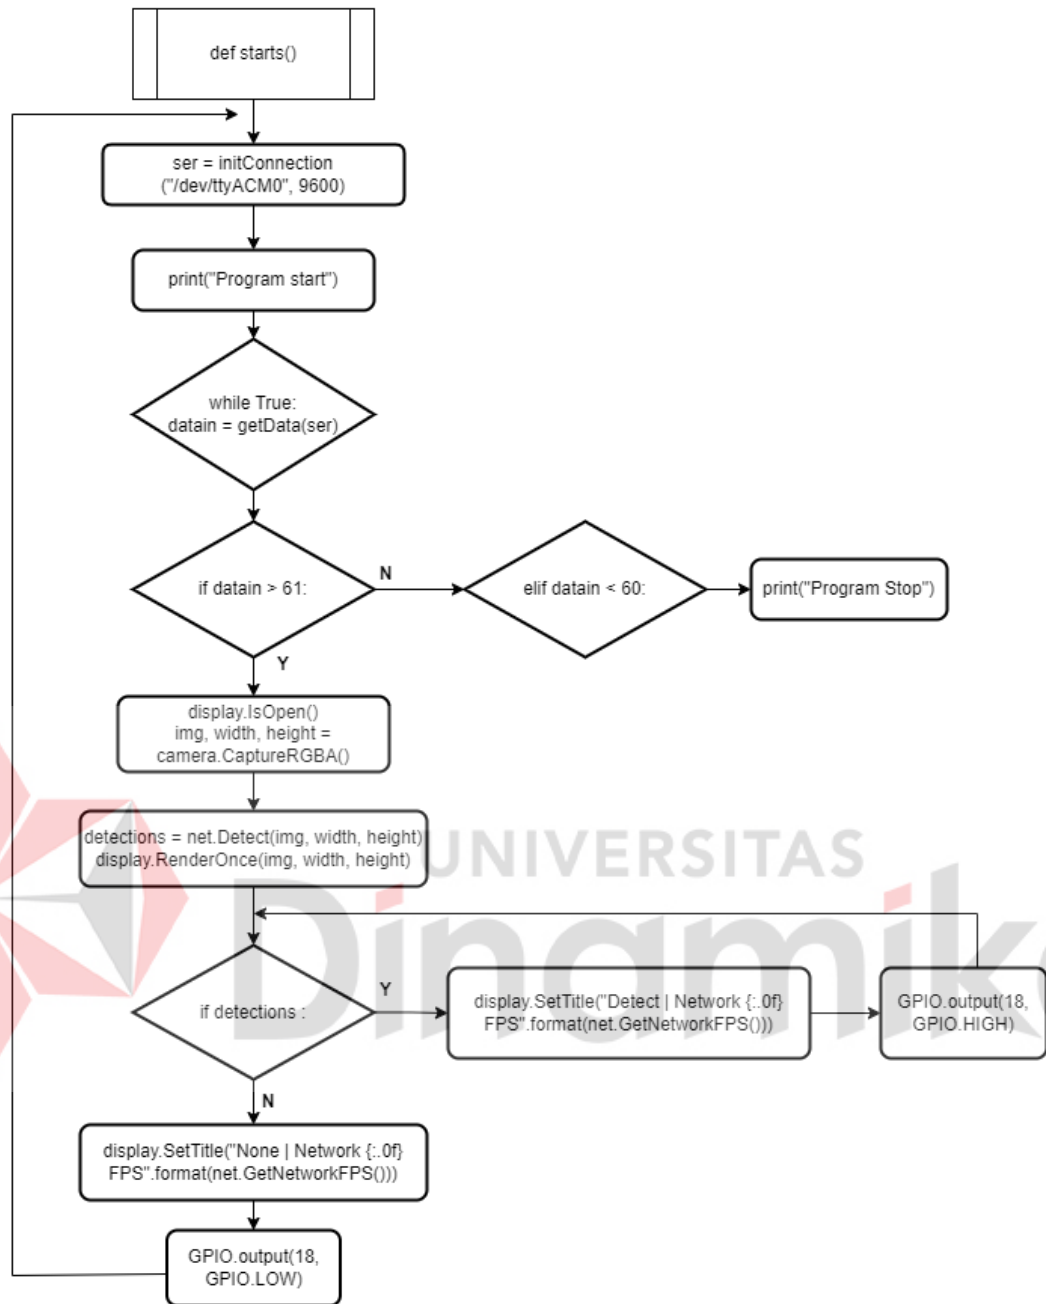 def starts()
ser = initConnection
("/dev/ttyACM0", 9600)
print("Program start")
while True:
datain = getData(ser)
if datain > 61:
N
elif datain < 60:
print("Program Stop")
Y
display.IsOpen()
img, width, height =
camera.CaptureRGBA()
detections = net.Detect(img, width, height)
display.RenderOnce(img, width, height)
UNIVERSITAS
Dinamika
if detections :
Y
display.SetTitle("Detect | Network {:.0f}
FPS".format(net.GetNetworkFPS()))
GPIO.output(18,
GPIO.HIGH)
N
display.SetTitle("None | Network {:.0f}
FPS".format(net.GetNetworkFPS()))
GPIO.output(18,
GPIO.LOW)